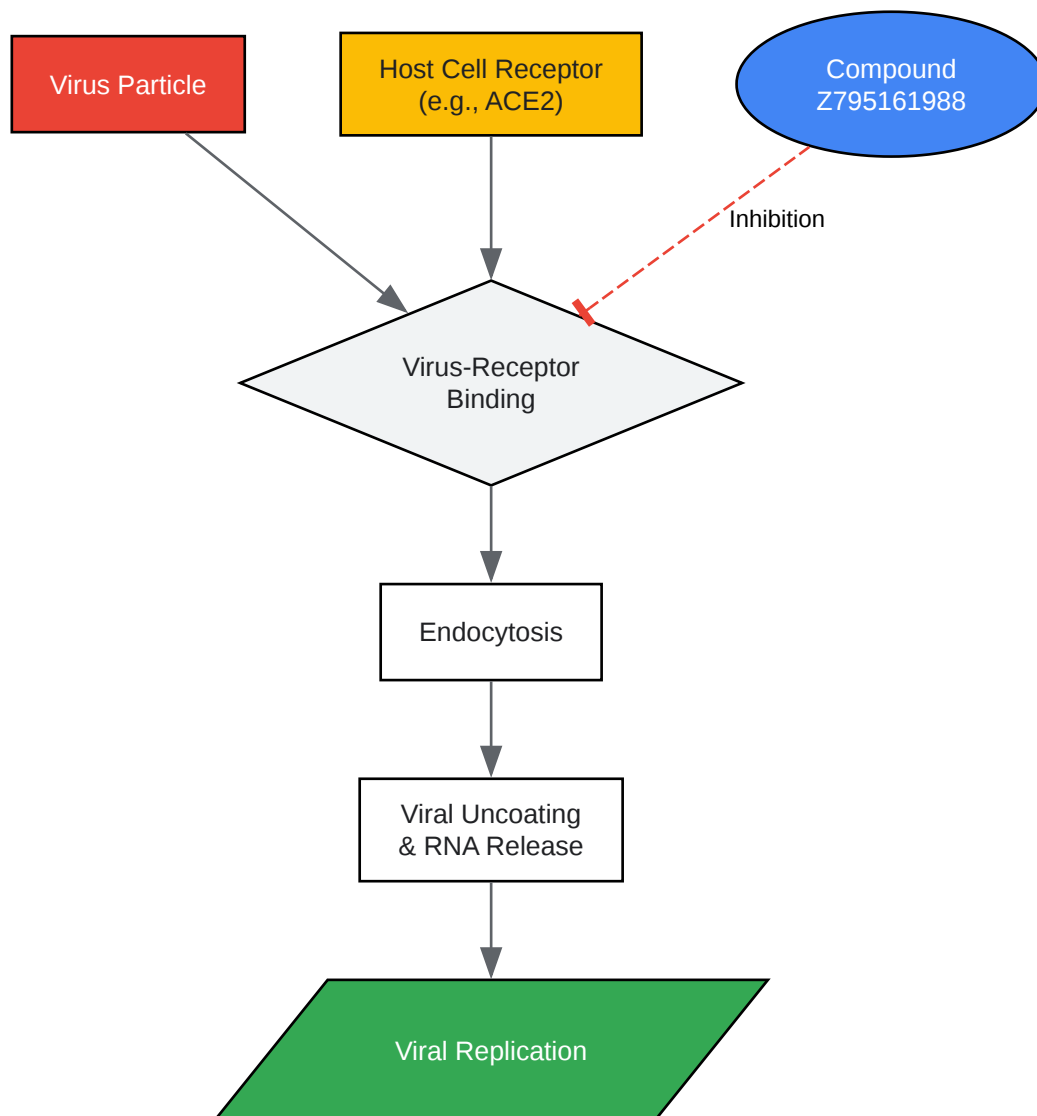 Virus Particle
Host Cell Receptor
(e.g., ACE2)
Compound
Z795161988
Inhibition
Virus-Receptor
Binding
Endocytosis
Viral Uncoating
& RNA Release
Viral Replication